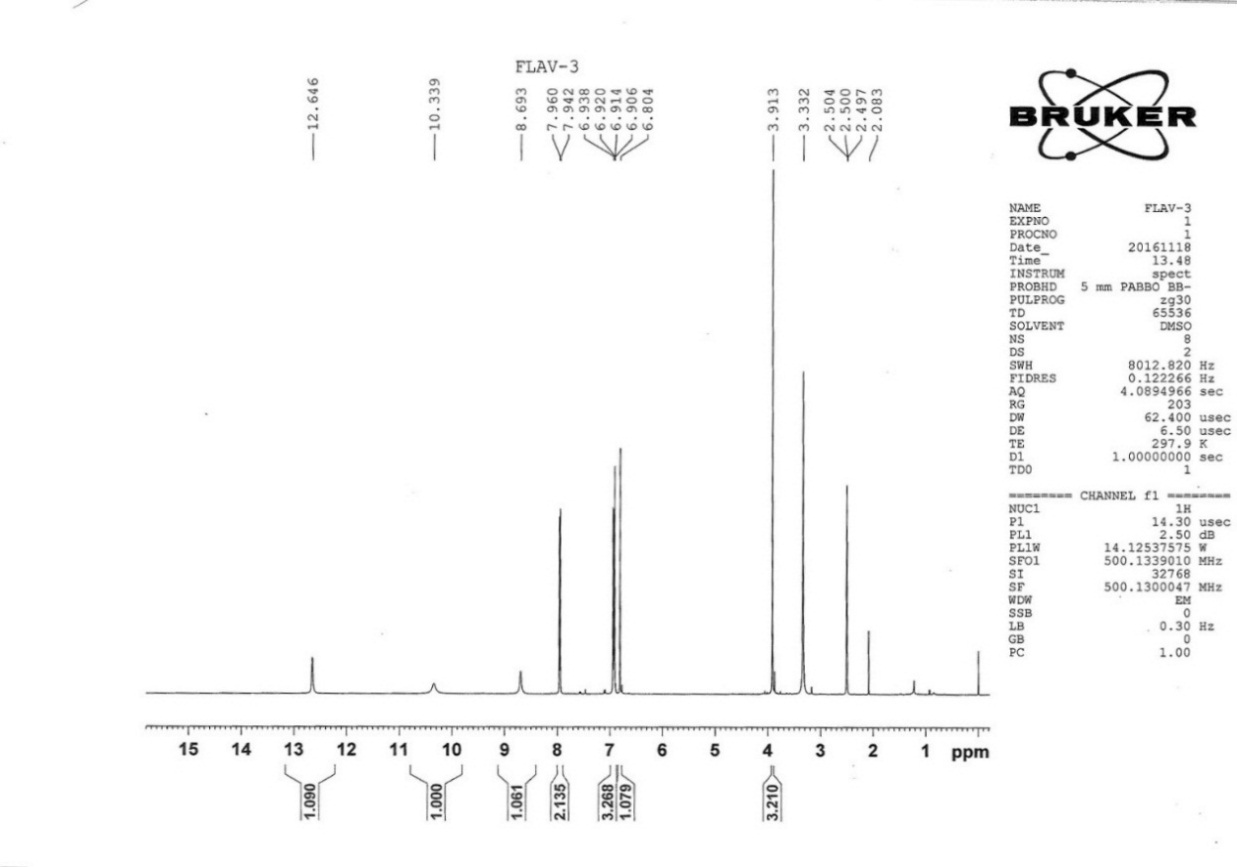 FLAV-3
12.646
10.339
8.693
7.960
7.942
6.938
6.920
6.914
6.906
6.804
3.913
3.332
2.504
2.500
2.497
2.083
BRUKER
NAME FLAV-3
EXPNO 1
PROCNO 1
Date_ 20161118
Time 13.48
INSTRUM spect
PROBHD 5 mm PABBO BB-
PULPROG zg30
TD 65536
SOLVENT DMSO
NS 8
DS 2
SWH 8012.820 Hz
FIDRES 0.122266 Hz
AQ 4.0894966 sec
RG 203
DW 62.400 usec
DE 6.50 usec
TE 297.9 K
D1 1.00000000 sec
TD0 1
======== CHANNEL f1 ========
NUC1 1H
P1 14.30 usec
PL1 2.50 dB
PL1W 14.12537575 W
SFO1 500.1339010 MHz
SI 32768
SF 500.1300047 MHz
WDW EM
SSB 0
LB 0.30 Hz
GB 0
PC 1.00
15 14 13 12 11 10 9 8 7 6 5 4 3 2 1 ppm
1.090
1.000
1.061
2.135
3.268
1.079
3.210